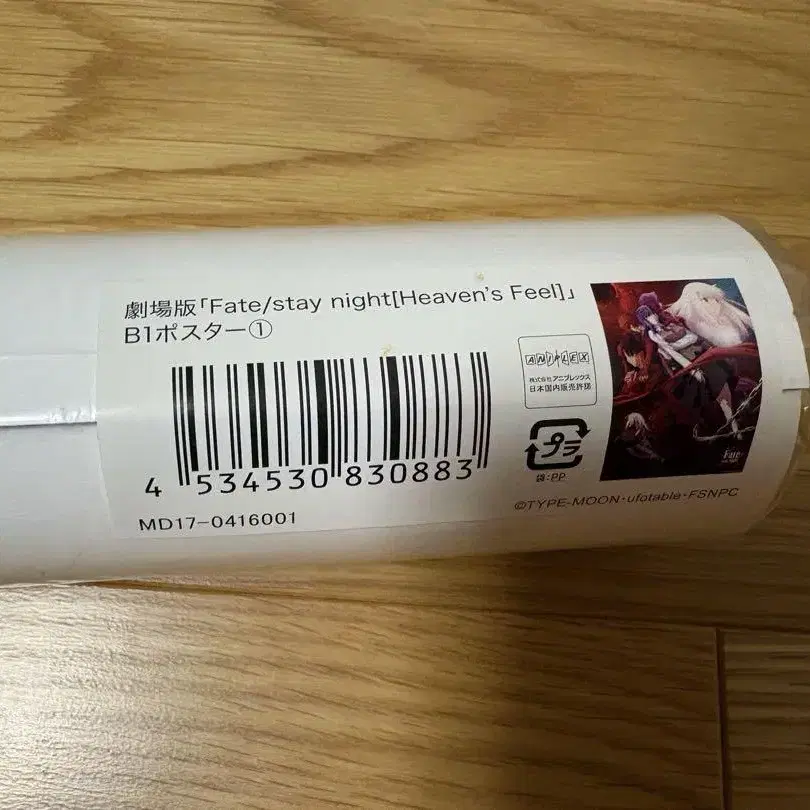 劇場版「Fate/stay night[Heaven's Feel]」
B1ポスター①
4 534530 830883
MD17-0416001
ANIPLEX
株式会社アニプレックス
日本国内販売許諾
プラ
袋:PP
Fate
©TYPE-MOON・ufotable・FSNPC